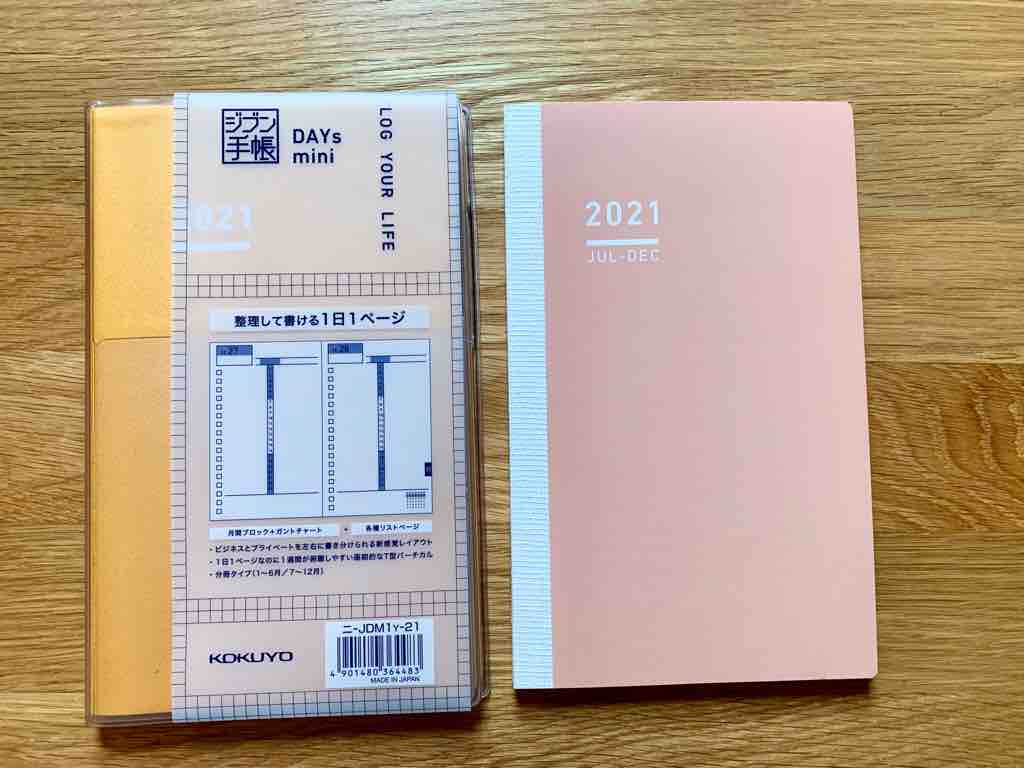 ジブン
手帳
DAYs
mini
LOG YOUR LIFE
2021
整理して書ける1日1ページ
27
28
月間ブロック+ガントチャート + 各種リストページ
・ビジネスとプライベートを左右に書き分けられる新感覚レイアウト
・1日1ページなのに1週間が俯瞰しやすい画期的なT型バーチカル
・分冊タイプ(1〜6月/7〜12月)
KOKUYO
ニ-JDM1Y-21
4 901480 364483
MADE IN JAPAN
2021
JUL-DEC